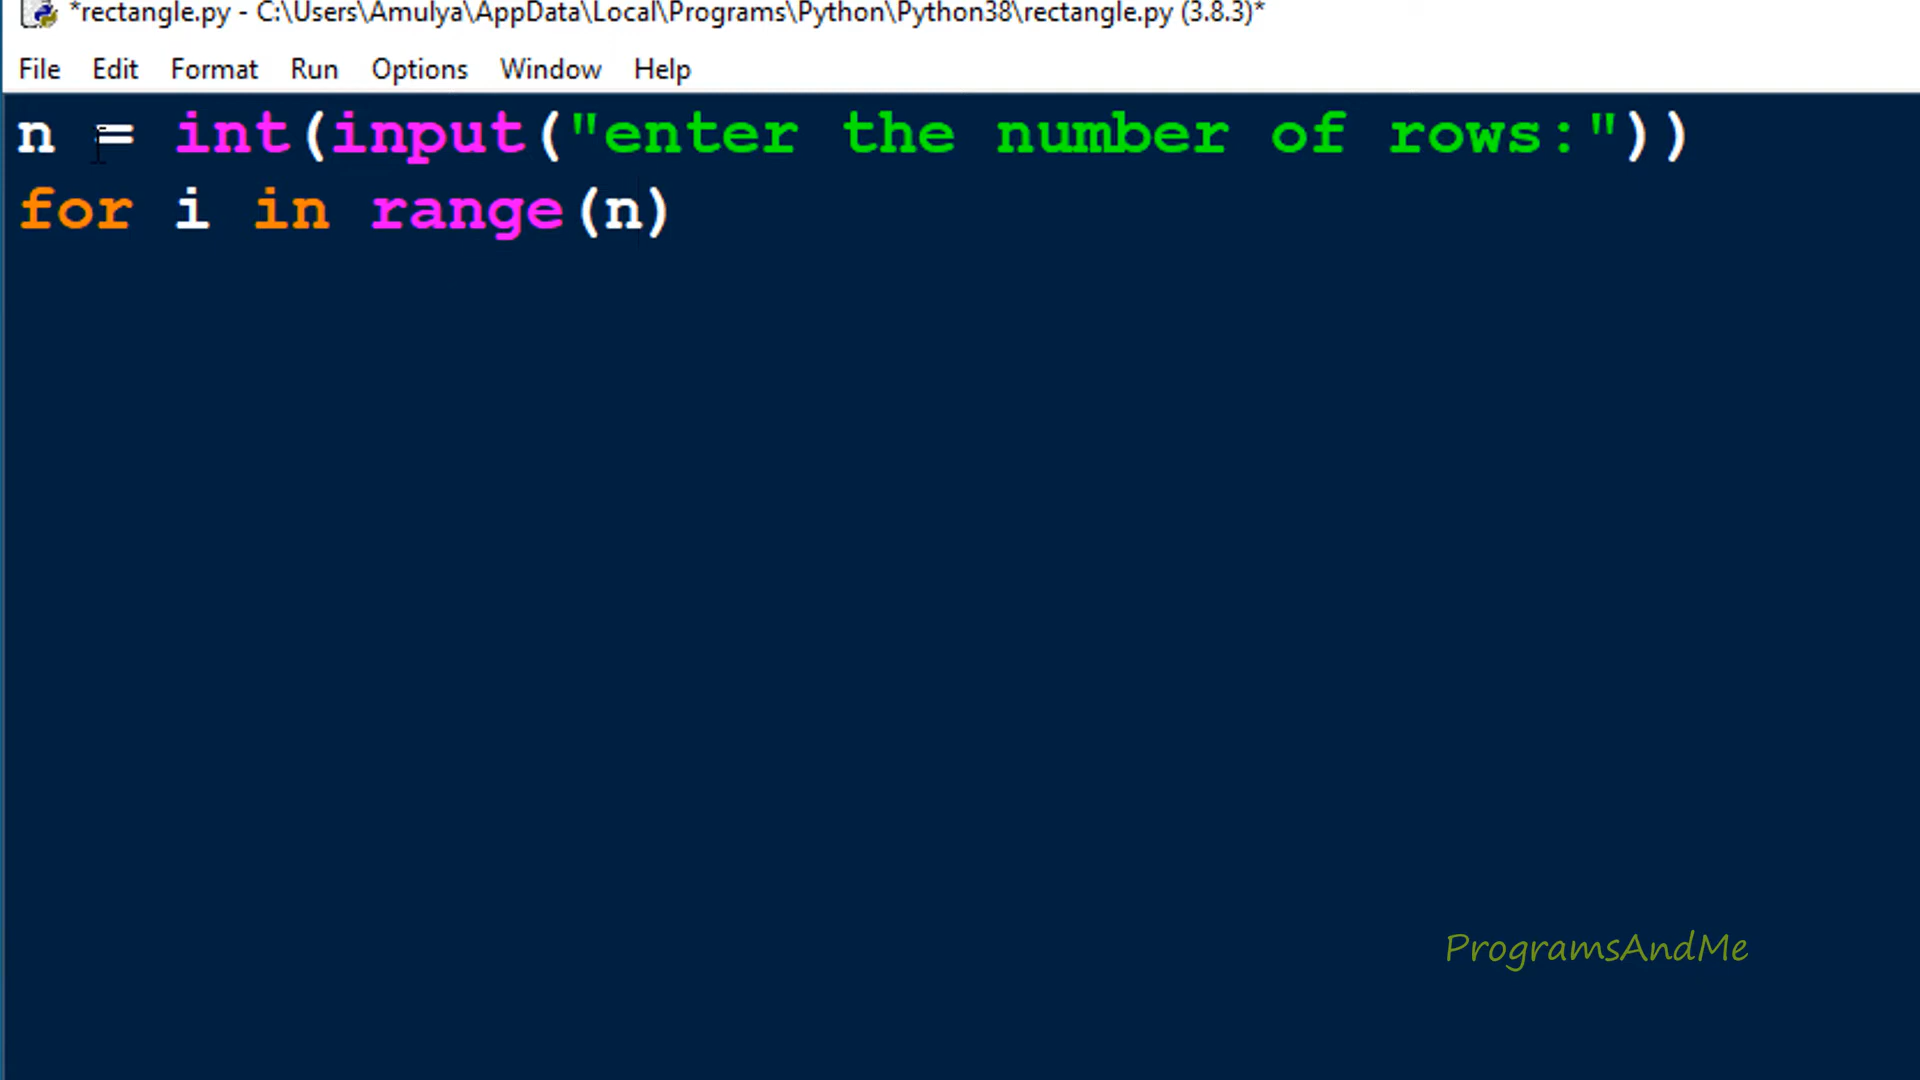 *rectangle.py - C:\Users\Amulya\AppData\Local\Programs\Python\Python38\rectangle.py (3.8.3)*
File Edit Format Run Options Window Help
n = int(input("enter the number of rows:"))
for i in range(n)
ProgramsAndMe